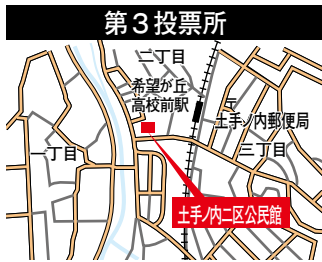 第3投票所
二丁目
希望が丘
高校前駅
〒
土手ノ内郵便局
一丁目
三丁目
土手ノ内二区公民館